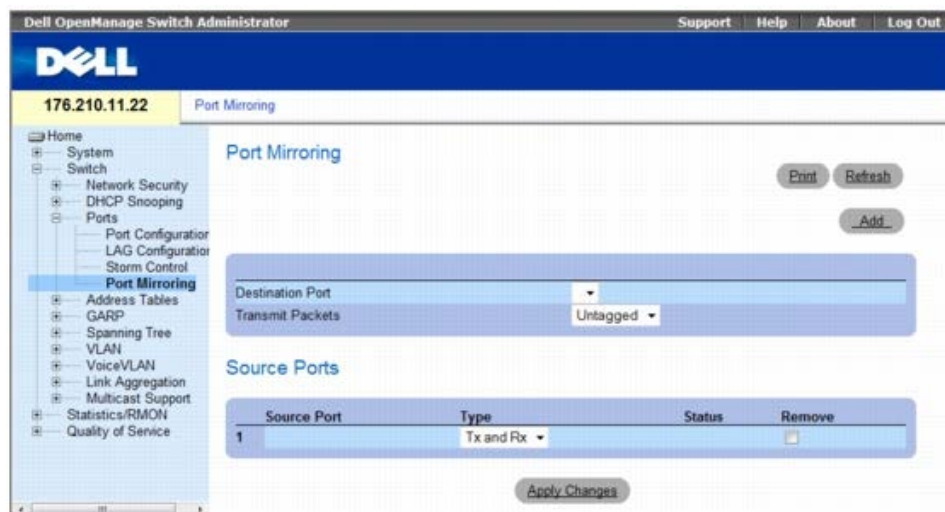 Dell OpenManage Switch Administrator
Support Help About Log Out
DELL
176.210.11.22
Port Mirroring
Home
System
Switch
Network Security
DHCP Snooping
Ports
Port Configuration
LAG Configuration
Storm Control
Port Mirroring
Address Tables
GARP
Spanning Tree
VLAN
VoiceVLAN
Link Aggregation
Multicast Support
Statistics/RMON
Quality of Service
Port Mirroring
Print Refresh
Add
Destination Port
Transmit Packets Untagged
Source Ports
Source Port Type Status Remove
1 Tx and Rx
Apply Changes